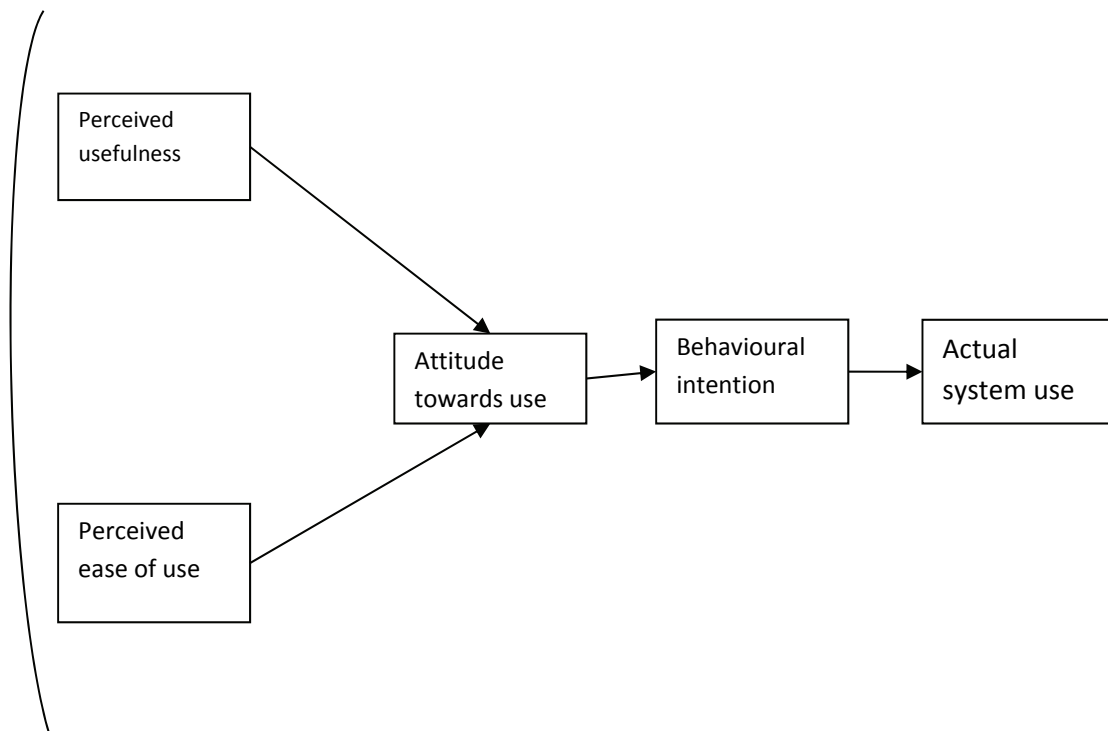 Perceived
usefulness
Attitude
towards use
Behavioural
intention
Actual
system use
Perceived
ease of use